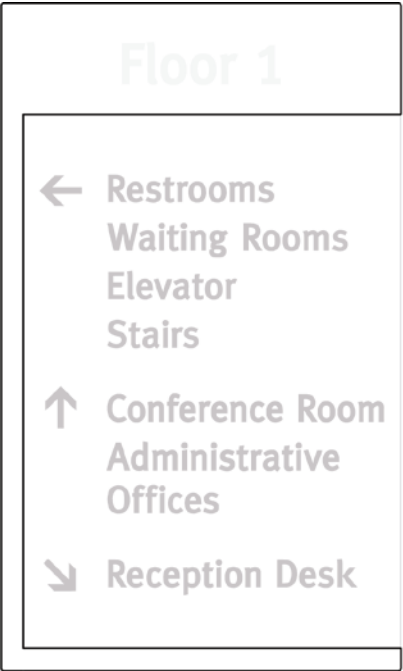 Floor 1
← Restrooms
Waiting Rooms
Elevator
Stairs
↑ Conference Room
Administrative
Offices
↘ Reception Desk